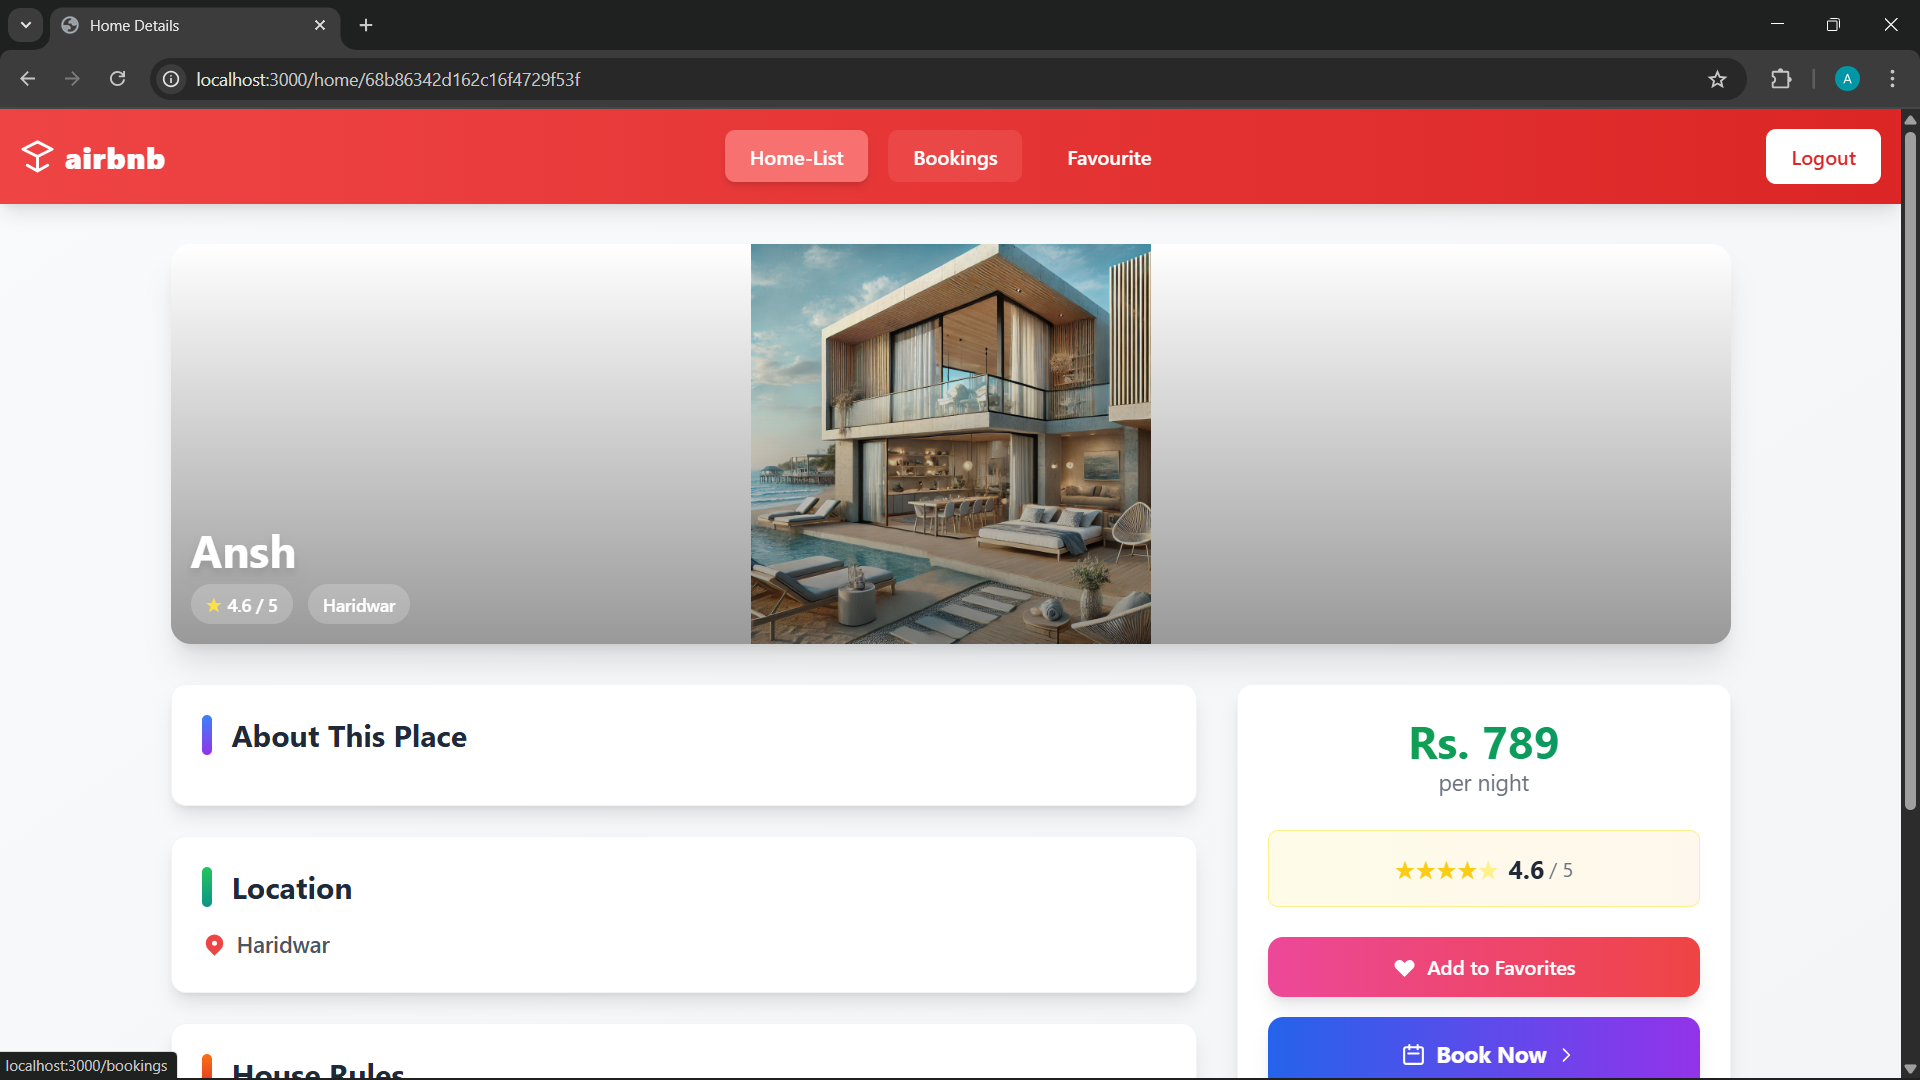 Home Details
localhost:3000/home/68b86342d162c16f4729f53f
A
airbnb
Home-List
Bookings
Favourite
Logout
Ansh
4.6 / 5
Haridwar
About This Place
Rs. 789
per night
★★★★★ 4.6 / 5
Location
Haridwar
Add to Favorites
Book Now
House Rules
localhost:3000/bookings